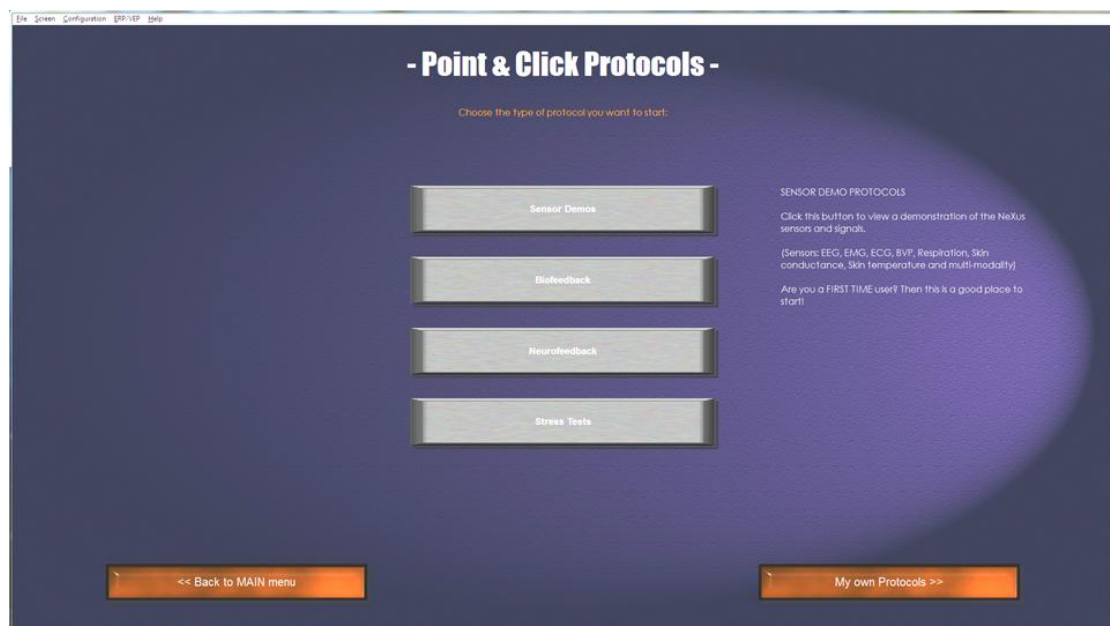 File Screen Configuration ERP/VEP Help
- Point & Click Protocols -
Choose the type of protocol you want to start:
Sensor Demos
Biofeedback
Neurofeedback
Stress Tests
SENSOR DEMO PROTOCOLS
Click this button to view a demonstration of the NeXus
sensors and signals.
(Sensors: EEG, EMG, ECG, BVP, Respiration, Skin
conductance, Skin temperature and multi-modality)
Are you a FIRST TIME user? Then this is a good place to
start!
<< Back to MAIN menu
My own Protocols >>